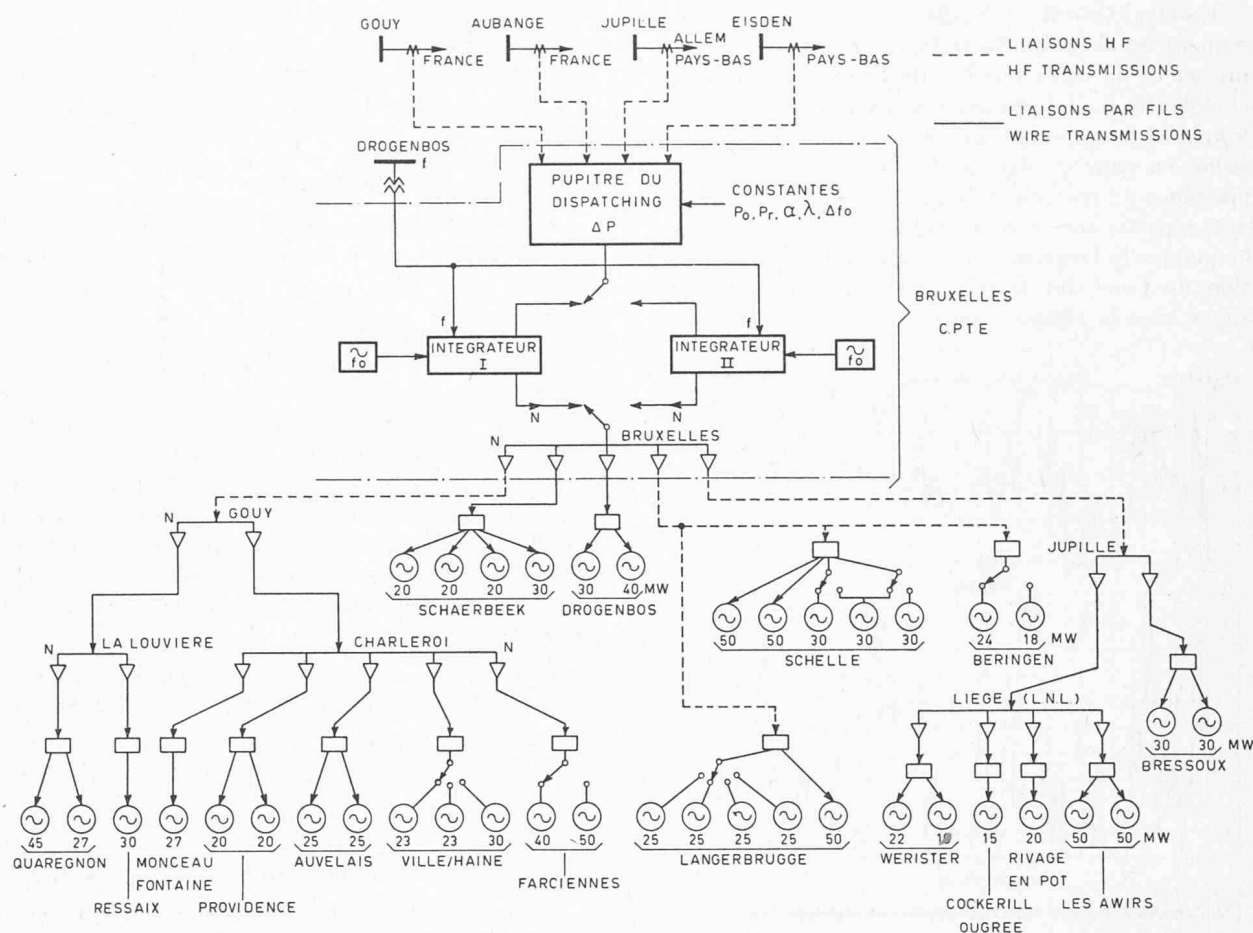 GOUY AUBANGE JUPILLE EISDEN
ALLEM
FRANCE FRANCE PAYS-BAS PAYS-BAS
LIAISONS HF
HF TRANSMISSIONS
LIAISONS PAR FILS
WIRE TRANSMISSIONS
DROGENBOS
f
PUPITRE DU
DISPATCHING
ΔP
CONSTANTES
Po, Pr, α, λ, Δfo
BRUXELLES
C.P.T.E
f f
fo INTÉGRATEUR I INTÉGRATEUR II fo
N N
N BRUXELLES
N GOUY
JUPILLE
20 20 20 30 30 40 MW
SCHAERBEEK DROGENBOS
50 50 30 30 30 24 18 MW
SCHELLE BERINGEN
N LA LOUVIERE CHARLEROI N
LIEGE (L.N.L.)
30 30 MW
BRESSOUX
45 27 30 27 20 20 25 25 23 23 30 40 50 25 25 25 25 50 22 15 20 50 50 MW
QUAREGNON MONCEAU AUVELAIS VILLE/HAINE LANGERBRUGGE WERISTER RIVAGE
FONTAINE FARCIENNES EN POT
RESSAIX PROVIDENCE COCKERILL LES AWIRS
OUGREE